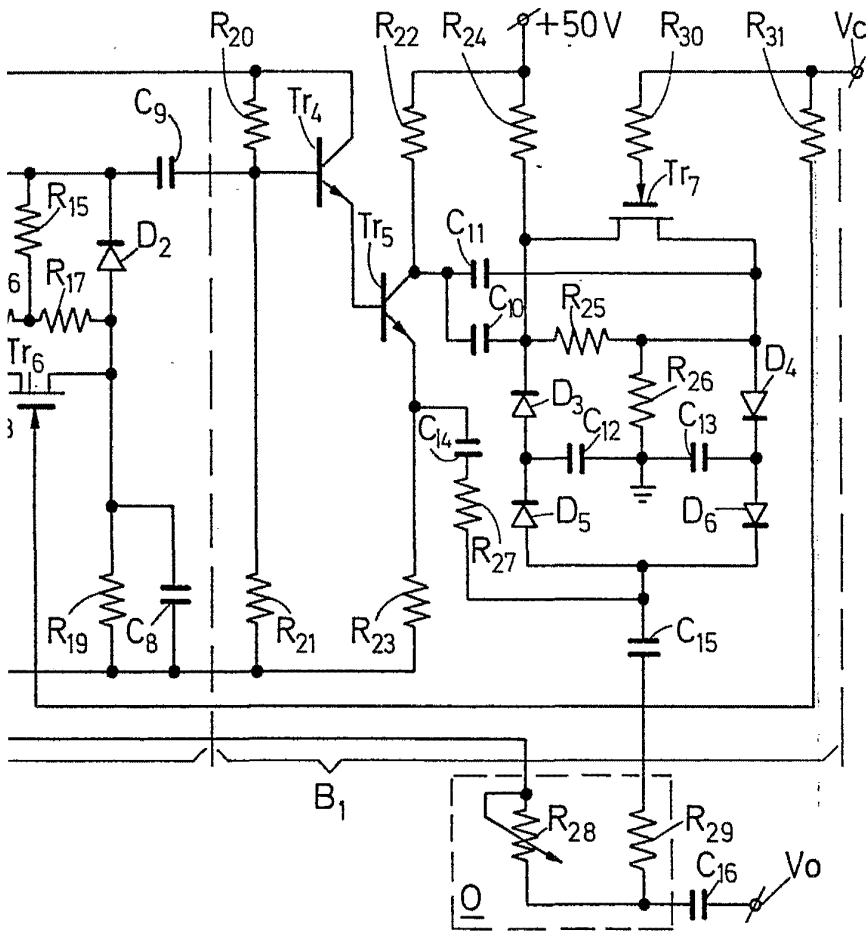 R20 R22 R24 +50V R30 R31 Vc
C9 Tr4
Tr7
R15 D2 Tr5 C11
R17 C10 R25
6
Tr6 D3 R26 D4
3 C14 C12 C13
D5 D6
R27
R19 C8 R21 R23 C15
B1
R28 R29
C16 Vo
O